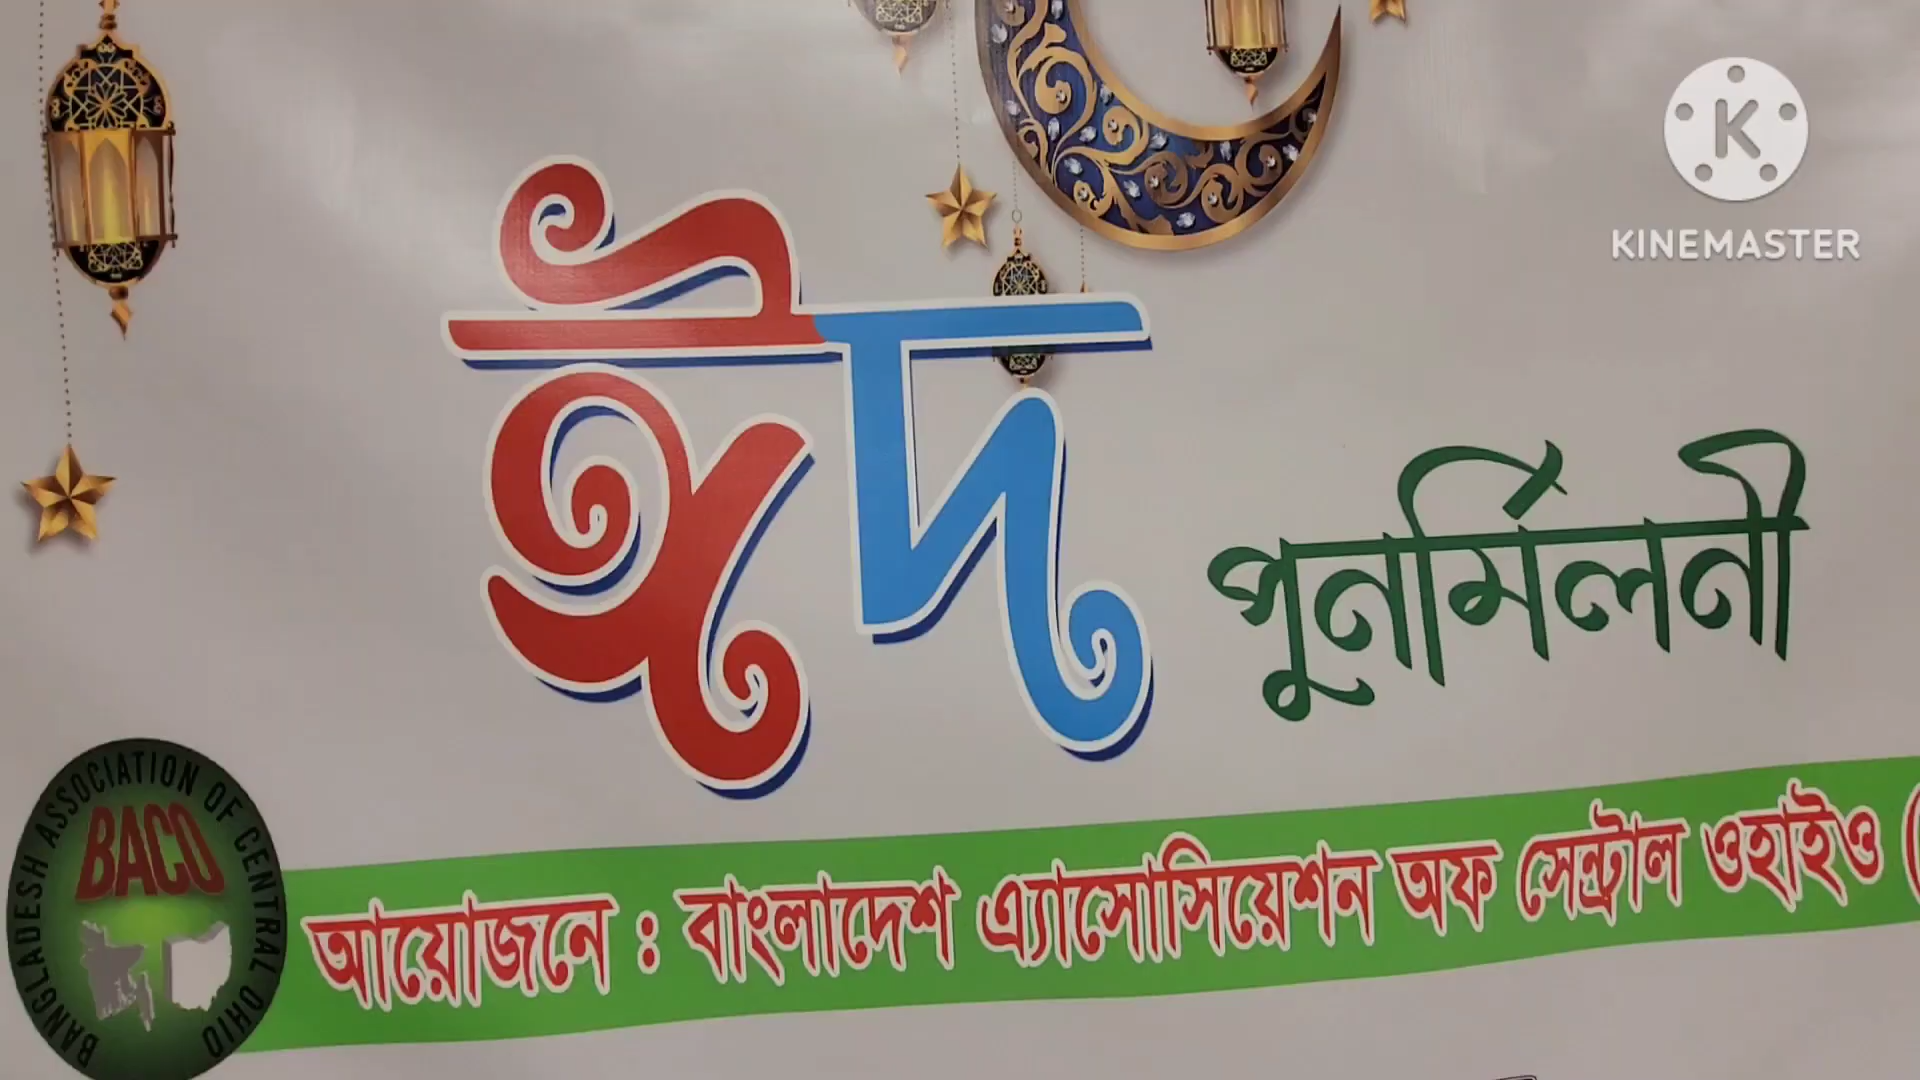 KINEMASTER
ঈদ পুনর্মিলনী
BANGLADESH ASSOCIATION OF CENTRAL OHIO
BACO
আয়োজনে : বাংলাদেশ এ্যাসোসিয়েশন অফ সেন্ট্রাল ওহাইও (